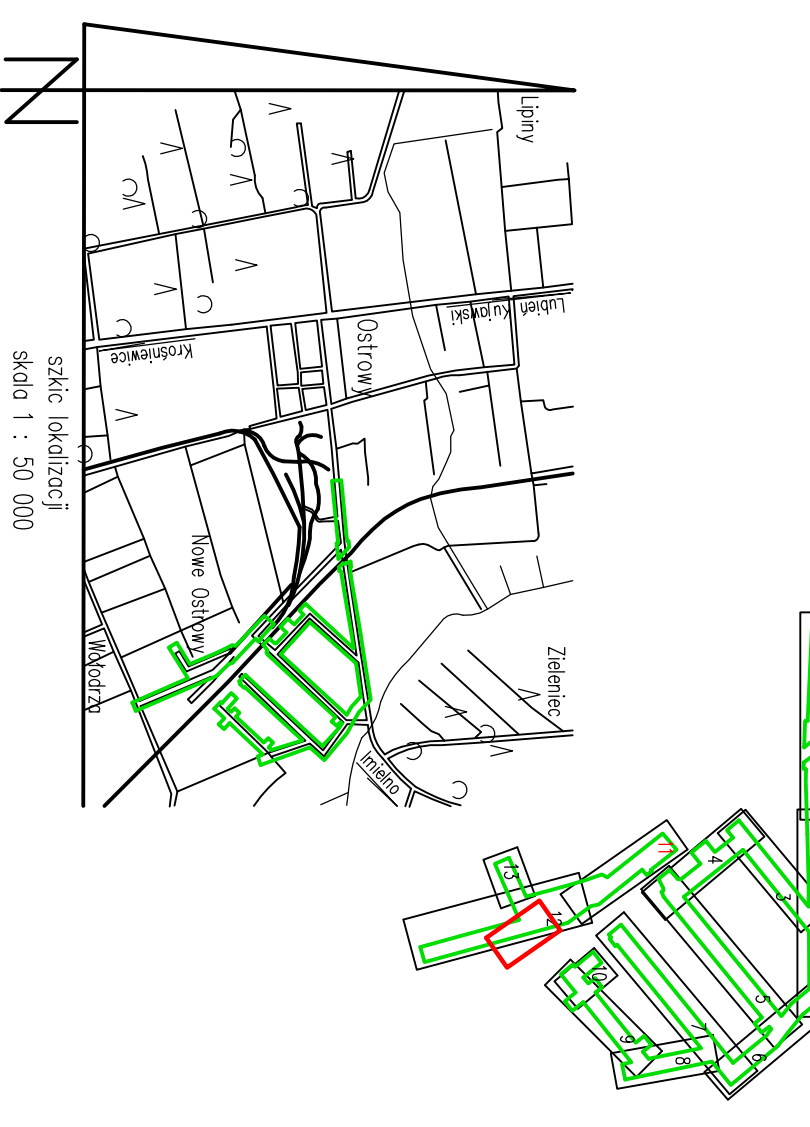 Lipiny
Lubień Kujawski
Ostrowy
Krośniewice
szkic lokalizacji
skala 1 : 50 000
Nowe Ostrowy
Wołodrza
Zieleniec
Imielno
11
4
3
13
12
10
5
9
7
8
6
N